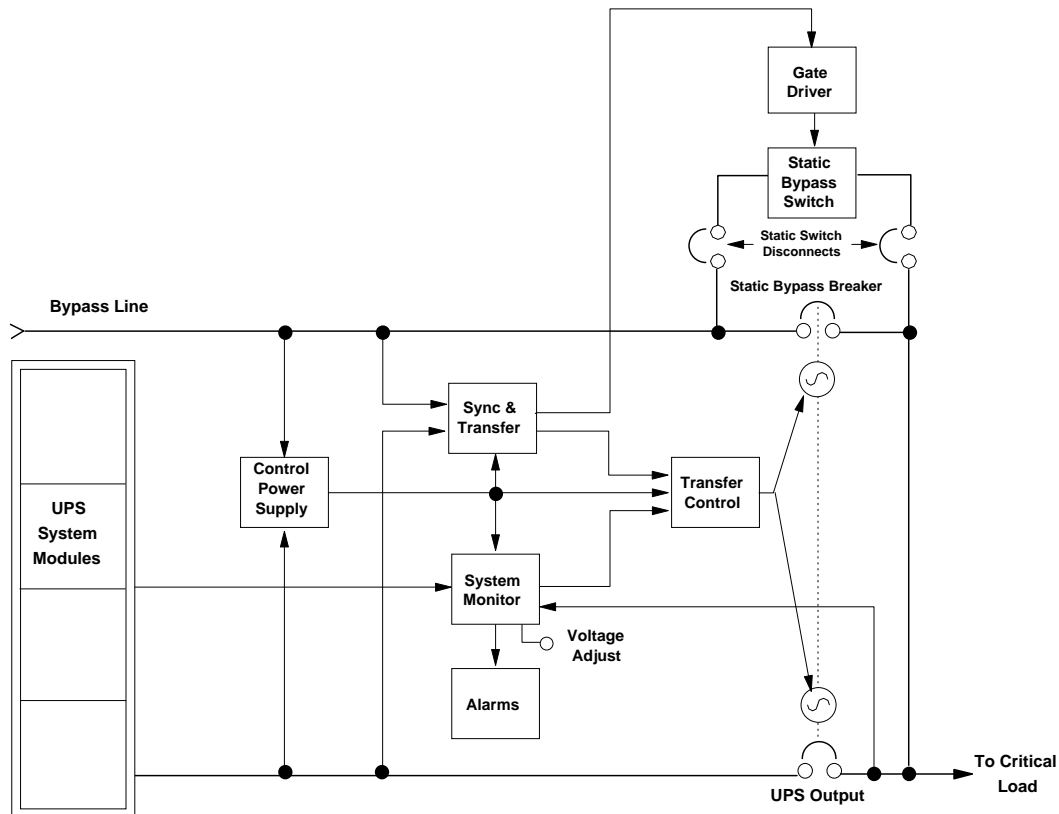 Gate
Driver
Static
Bypass
Switch
Static Switch
Disconnects
Static Bypass Breaker
Bypass Line
Sync &
Transfer
Control
Power
Supply
Transfer
Control
UPS
System
Modules
System
Monitor
Voltage
Adjust
Alarms
To Critical
Load
UPS Output